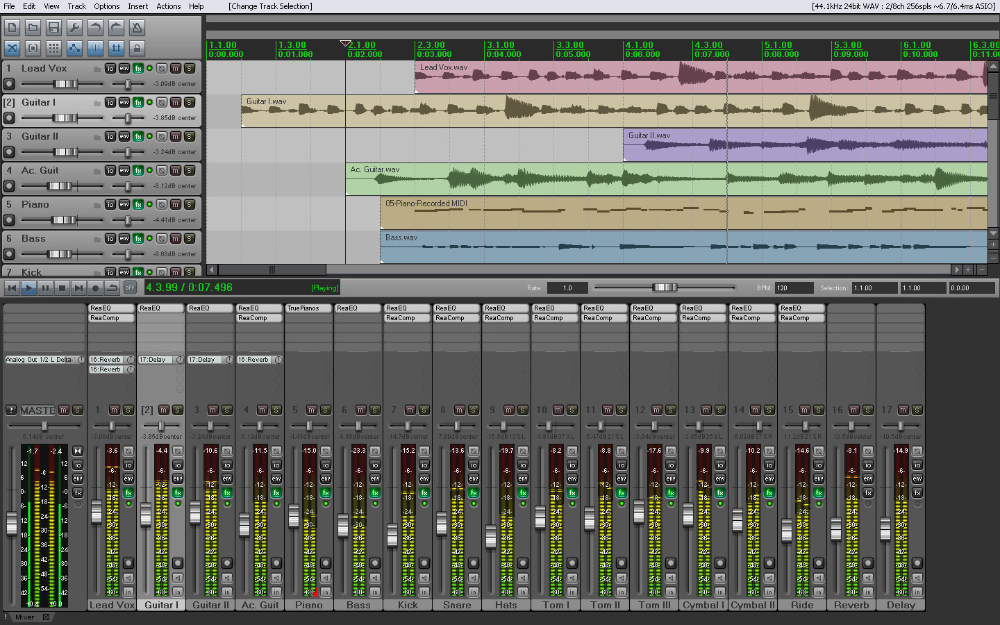 File Edit View Track Options Insert Actions Help [Change Track Selection] [44.1kHz 24bit WAV : 2/8ch 256spls ~6.7/6.4ms ASIO]
1.1.00 1.3.00 2.1.00 2.3.00 3.1.00 3.3.00 4.1.00 4.3.00 5.1.00 5.3.00 6.1.00 6.3.00
0:00.000 0:01.000 0:02.000 0:03.000 0:04.000 0:05.000 0:06.000 0:07.000 0:08.000 0:09.000 0:10.000 0:11.0
1 Lead Vox io env fx m S
-3.09dB center
Lead Vox.wav
[2] Guitar I io env fx m S
-3.85dB center
Guitar I.wav
3 Guitar II io env fx m S
-3.24dB center
Guitar II.wav
4 Ac. Guit io env fx m S
-8.12dB center
Ac. Guitar.wav
5 Piano io env fx m S
-4.41dB center
05-Piano-Recorded MIDI
6 Bass io env fx m S
-8.68dB center
Bass.wav
7 Kick io env fx m S
off 4.3.99 / 0:07.496 [Playing] Rate: 1.0 BPM: 120 Selection: 1.1.00 1.1.00 0.0.00
ReaEQ ReaEQ ReaEQ ReaEQ TruePianos ReaEQ ReaEQ ReaEQ ReaEQ ReaEQ ReaEQ ReaEQ ReaEQ ReaEQ ReaEQ
ReaComp ReaComp ReaComp ReaComp ReaComp ReaComp ReaComp ReaComp ReaComp ReaComp ReaComp
Analog Out 1/2 L Delta- 16:Reverb 17:Delay 17:Delay 16:Reverb
16:Reverb
? MASTE m S 1 m S [2] m S 3 m S 4 m S 5 m S 6 m S 7 m S 8 m S 9 m S 10 m S 11 m S 12 m S 13 m S 14 m S 15 m S 16 m S 17 m S
-5.14dB center -3.09dB center -3.85dB center -3.24dB center -8.12dB center -4.41dB center -8.68dB center -14.7dB center -7.60dB center -15.5dB 13%L -4.81dB 37%L -5.47dB 21%L -3.04dB center -3.85dB 25%L -6.02dB 37%R -11.2dB 15%R -10.5dB center -10.5dB center
-1.7 -2.4 -3.6 -4.4 -10.6 -11.5 -15.0 -23.3 -15.2 -13.6 -19.7 -8.2 -8.8 -17.6 -9.9 -10.2 -14.6 -8.1 -14.9
+0.4 +0.0
Lead Vox Guitar I Guitar II Ac. Guit Piano Bass Kick Snare Hats Tom I Tom II Tom III Cymbal I Cymbal II Ride Reverb Delay
! Mixer